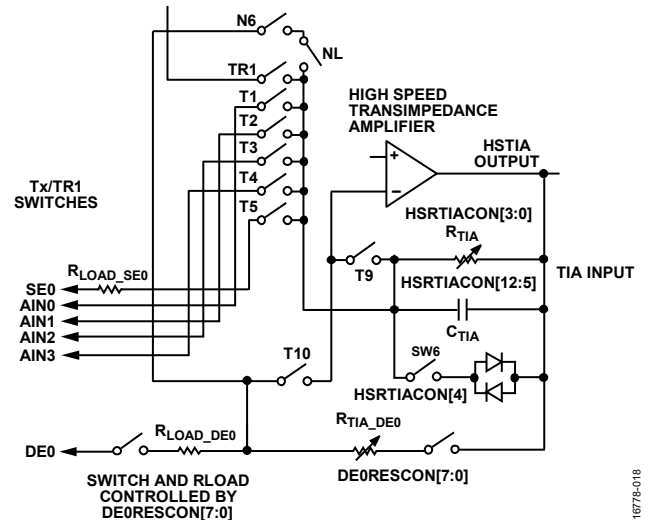 N6
NL
TR1
T1
T2
T3
T4
T5
Tx/TR1
SWITCHES
HIGH SPEED
TRANSIMPEDANCE
AMPLIFIER
+
–
HSTIA
OUTPUT
HSRTIACON[3:0]
RTIA
T9
HSRTIACON[12:5]
TIA INPUT
CTIA
RLOAD_SE0
SE0
AIN0
AIN1
AIN2
AIN3
T10
SW6
HSRTIACON[4]
RTIA_DE0
RLOAD_DE0
DE0
DE0RESCON[7:0]
SWITCH AND RLOAD
CONTROLLED BY
DE0RESCON[7:0]
16778-018